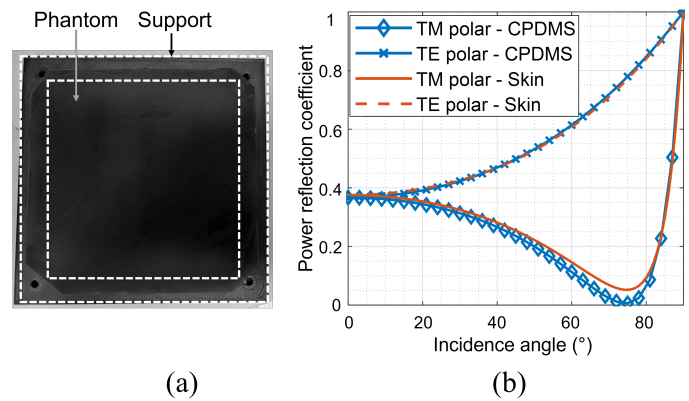 Phantom Support
(a)
Power reflection coefficient
1
0.8
0.6
0.4
0.2
0
TM polar - CPDMS
TE polar - CPDMS
TM polar - Skin
TE polar - Skin
0 20 40 60 80
Incidence angle (°)
(b)